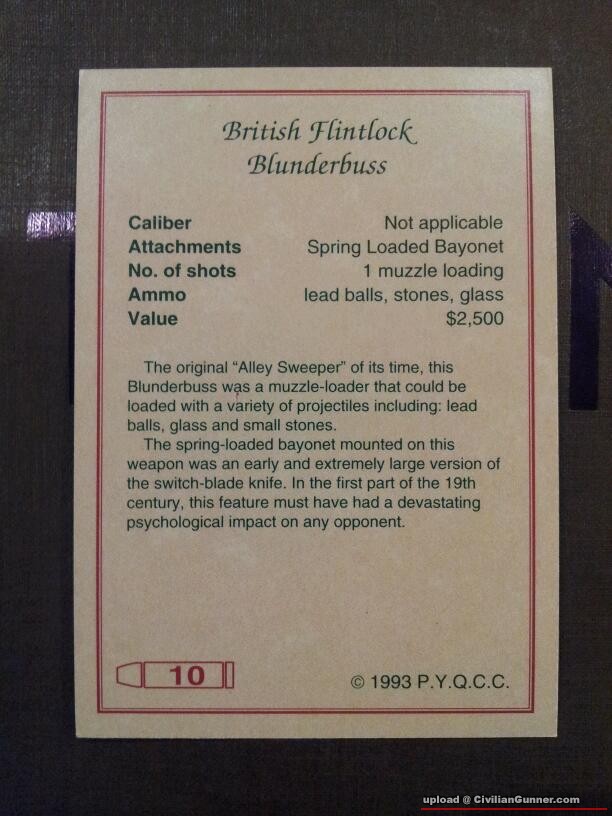 British Flintlock
Blunderbuss
Caliber Not applicable
Attachments Spring Loaded Bayonet
No. of shots 1 muzzle loading
Ammo lead balls, stones, glass
Value $2,500
The original “Alley Sweeper” of its time, this
Blunderbuss was a muzzle-loader that could be
loaded with a variety of projectiles including: lead
balls, glass and small stones.
The spring-loaded bayonet mounted on this
weapon was an early and extremely large version of
the switch-blade knife. In the first part of the 19th
century, this feature must have had a devastating
psychological impact on any opponent.
10
© 1993 P.Y.Q.C.C.
upload @ CivilianGunner.com